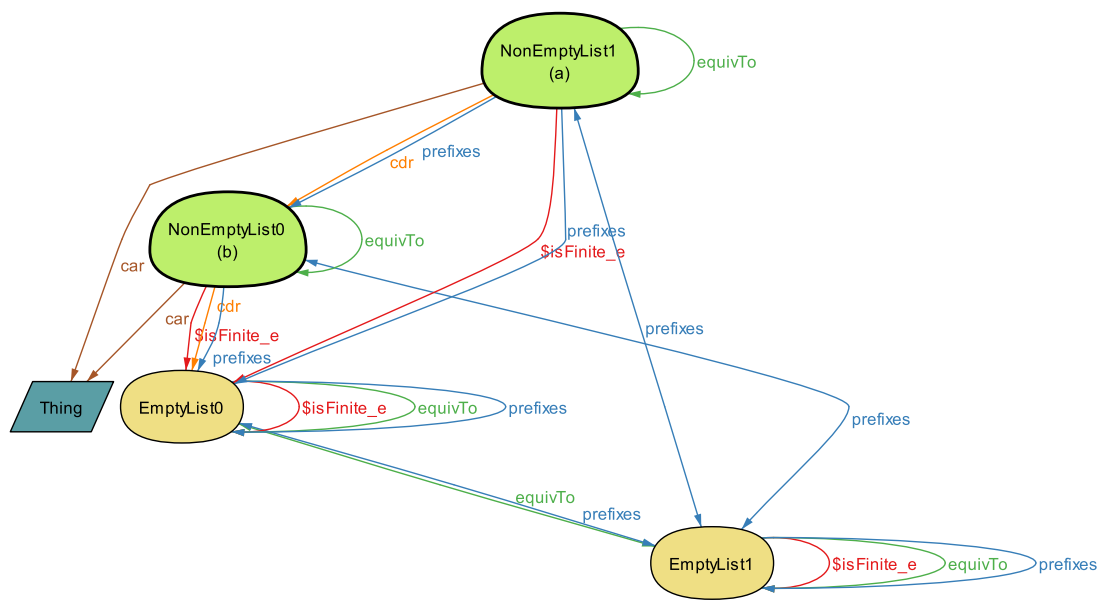 NonEmptyList1
(a)
equivTo
prefixes
cdr
NonEmptyList0
(b)
equivTo
prefixes
$isFinite_e
car
cdr
car
$isFinite_e
prefixes
prefixes
Thing
EmptyList0
$isFinite_e
equivTo
prefixes
prefixes
equivTo
prefixes
EmptyList1
$isFinite_e
equivTo
prefixes